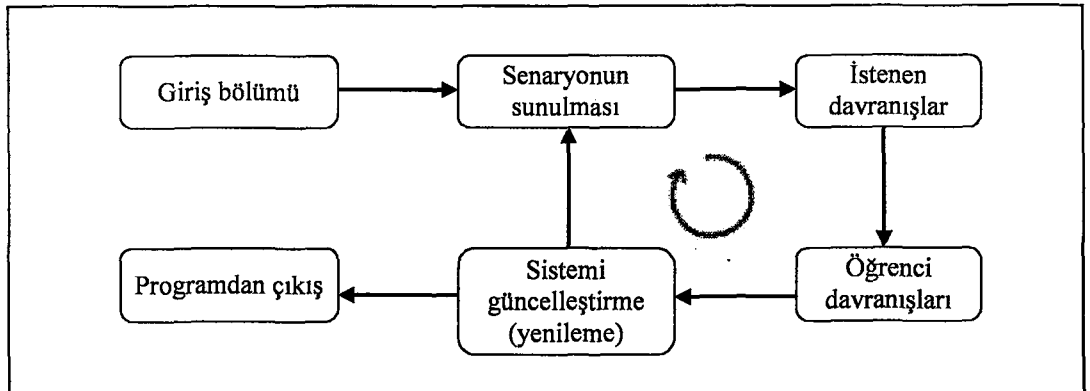 Giriş bölümü
Senaryonun
sunulması
İstenen
davranışlar
Programdan çıkış
Sistemi
güncelleştirme
(yenileme)
Öğrenci
davranışları